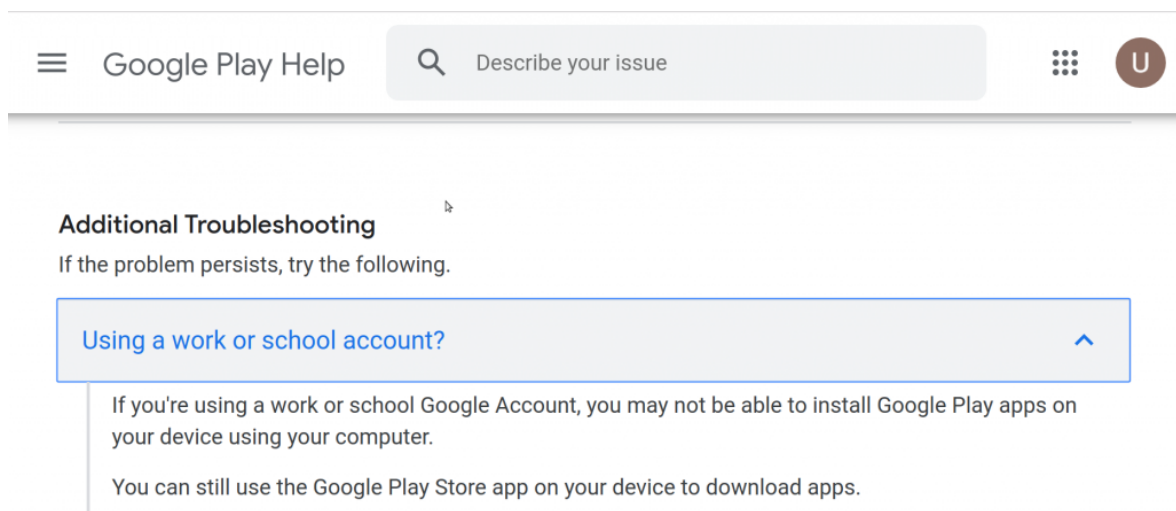 Google Play Help
Describe your issue
U
Additional Troubleshooting
If the problem persists, try the following.
Using a work or school account?
If you're using a work or school Google Account, you may not be able to install Google Play apps on
your device using your computer.
You can still use the Google Play Store app on your device to download apps.